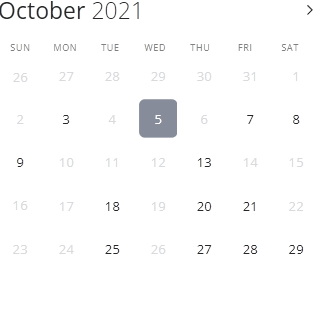 October 2021
SUN MON TUE WED THU FRI SAT
26 27 28 29 30 31 1
2 3 4 5 6 7 8
9 10 11 12 13 14 15
16 17 18 19 20 21 22
23 24 25 26 27 28 29